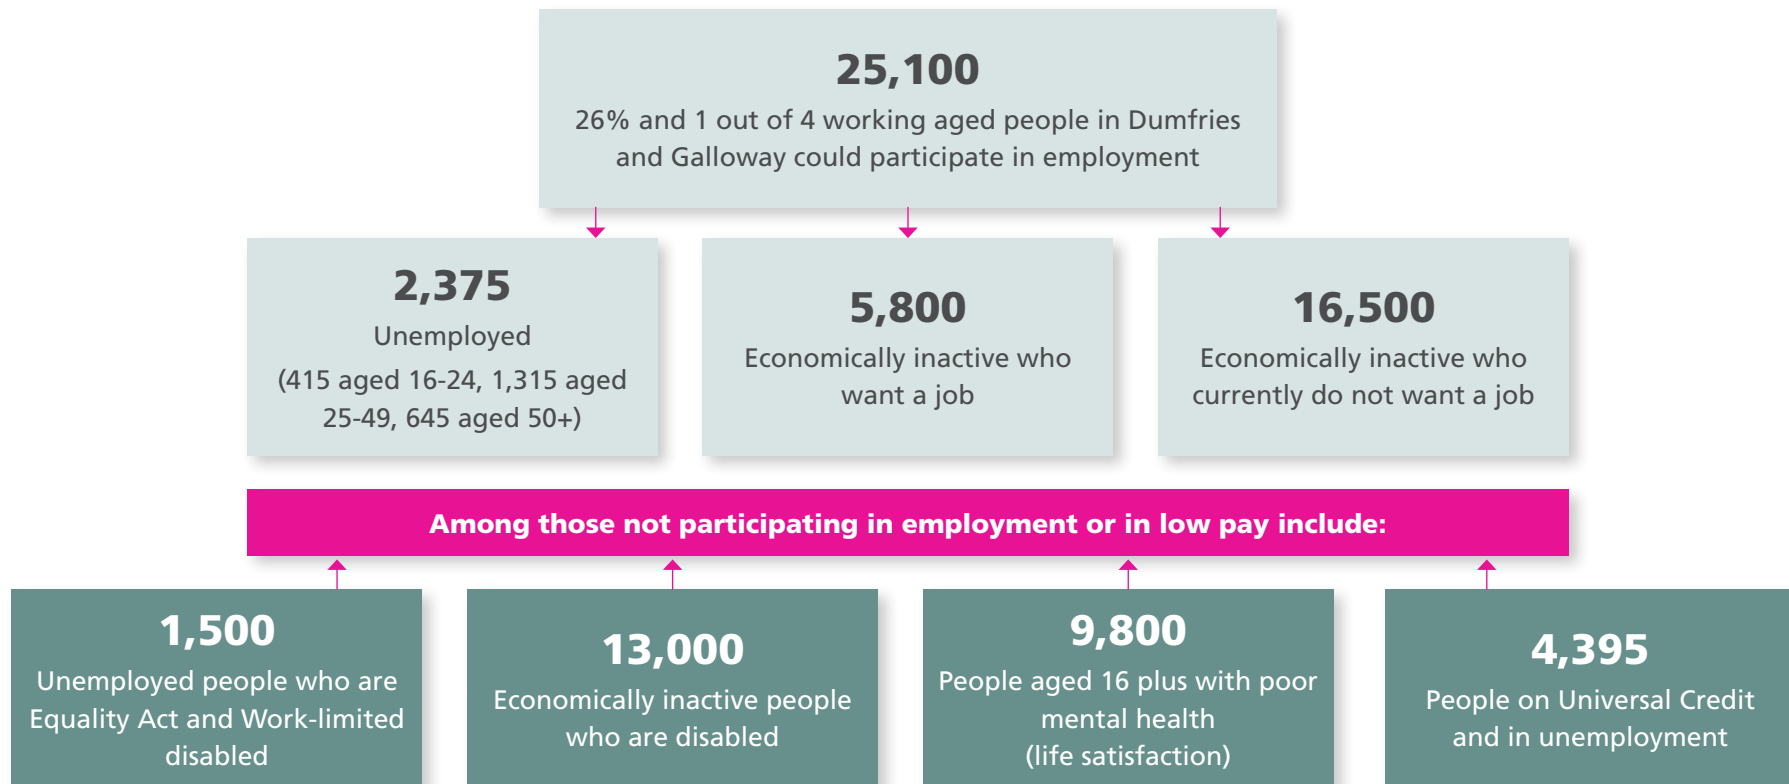 25,100
26% and 1 out of 4 working aged people in Dumfries
and Galloway could participate in employment
2,375
Unemployed
(415 aged 16-24, 1,315 aged
25-49, 645 aged 50+)
5,800
Economically inactive who
want a job
16,500
Economically inactive who
currently do not want a job
Among those not participating in employment or in low pay include:
1,500
Unemployed people who are
Equality Act and Work-limited
disabled
13,000
Economically inactive people
who are disabled
9,800
People aged 16 plus with poor
mental health
(life satisfaction)
4,395
People on Universal Credit
and in unemployment